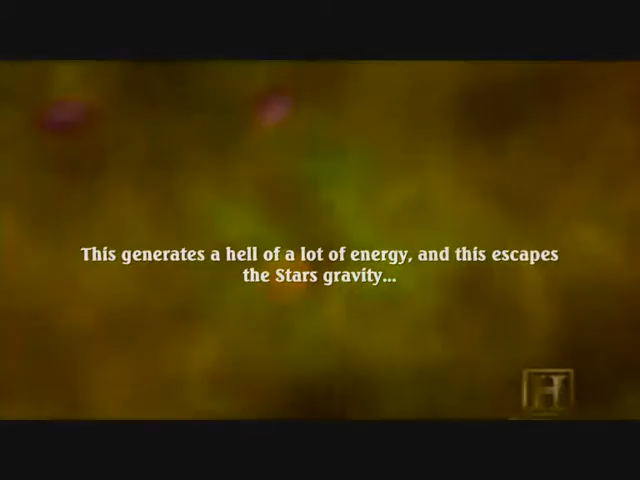 This generates a hell of a lot of energy, and this escapes
the Stars gravity...
H